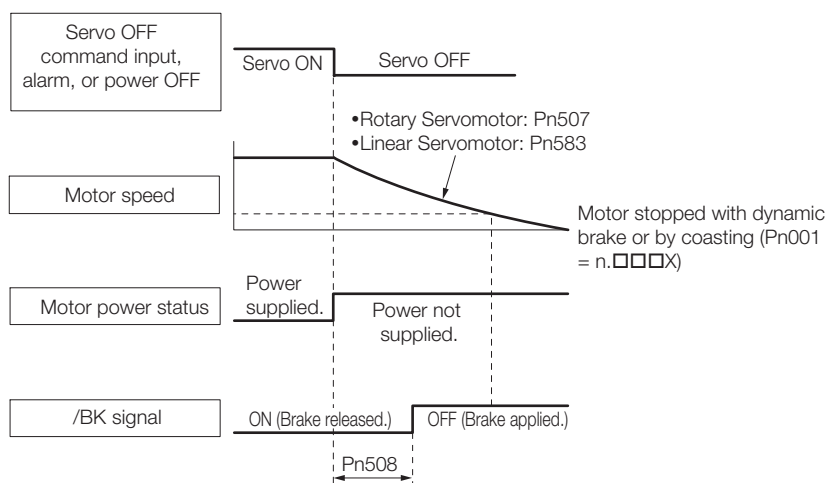 Servo OFF
command input,
alarm, or power OFF
Servo ON
Servo OFF
•Rotary Servomotor: Pn507
•Linear Servomotor: Pn583
Motor speed
Motor stopped with dynamic
brake or by coasting (Pn001
= n.□□□X)
Motor power status
Power
supplied.
Power not
supplied.
/BK signal
ON (Brake released.)
OFF (Brake applied.)
Pn508